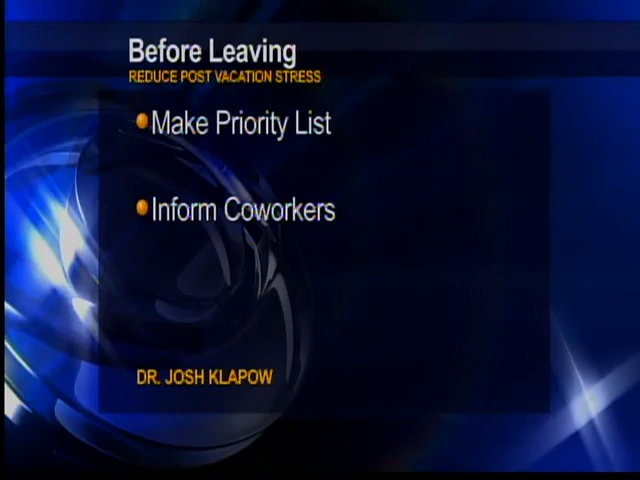 Before Leaving
REDUCE POST VACATION STRESS
Make Priority List
Inform Coworkers
DR. JOSH KLAPOW